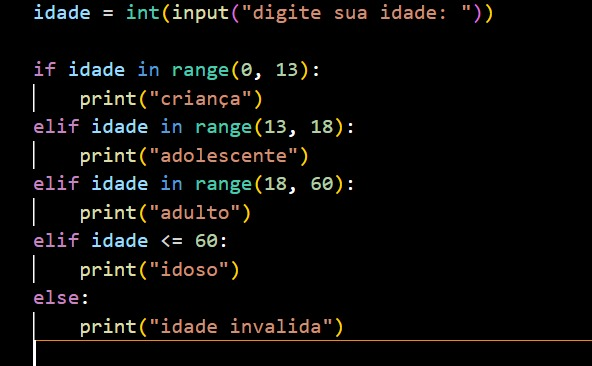 idade = int(input("digite sua idade: "))
if idade in range(0, 13):
print("criança")
elif idade in range(13, 18):
print("adolescente")
elif idade in range(18, 60):
print("adulto")
elif idade <= 60:
print("idoso")
else:
print("idade invalida")